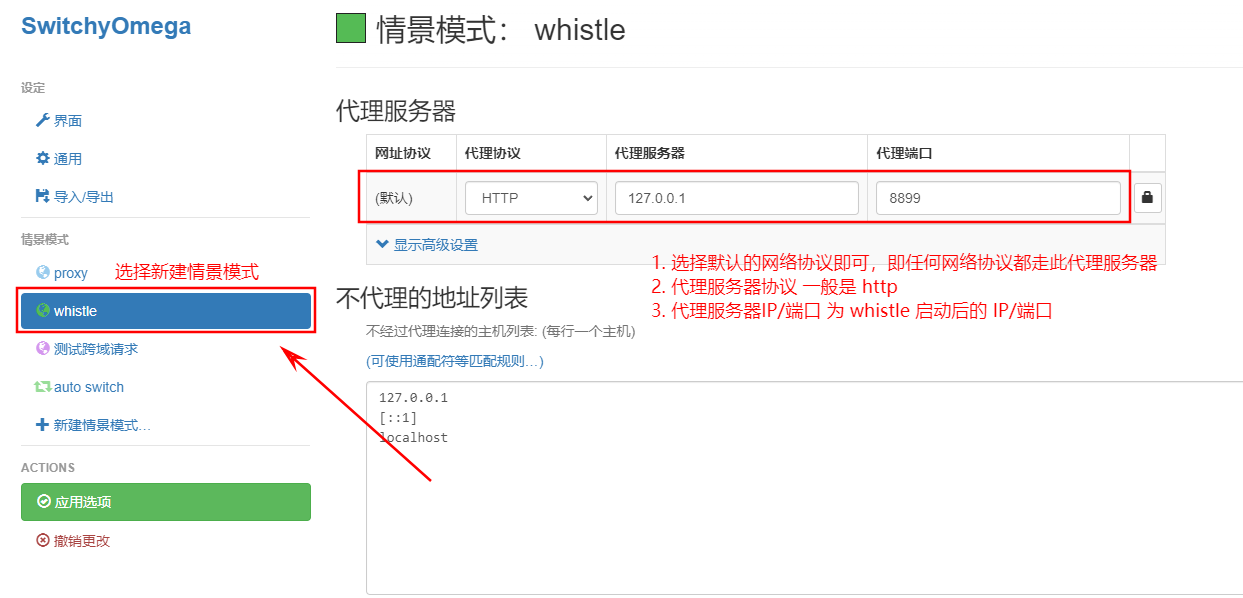 SwitchyOmega
设定
界面
通用
导入/导出
情景模式
proxy 选择新建情景模式
whistle
测试跨域请求
auto switch
新建情景模式…
ACTIONS
应用选项
撤销更改
情景模式： whistle
代理服务器
网址协议 代理协议 代理服务器 代理端口
(默认) HTTP 127.0.0.1 8899
显示高级设置
1. 选择默认的网络协议即可，即任何网络协议都走此代理服务器
2. 代理服务器协议 一般是 http
3. 代理服务器IP/端口 为 whistle 启动后的 IP/端口
不代理的地址列表
不经过代理连接的主机列表: (每行一个主机)
(可使用通配符等匹配规则…)
127.0.0.1
[::1]
localhost